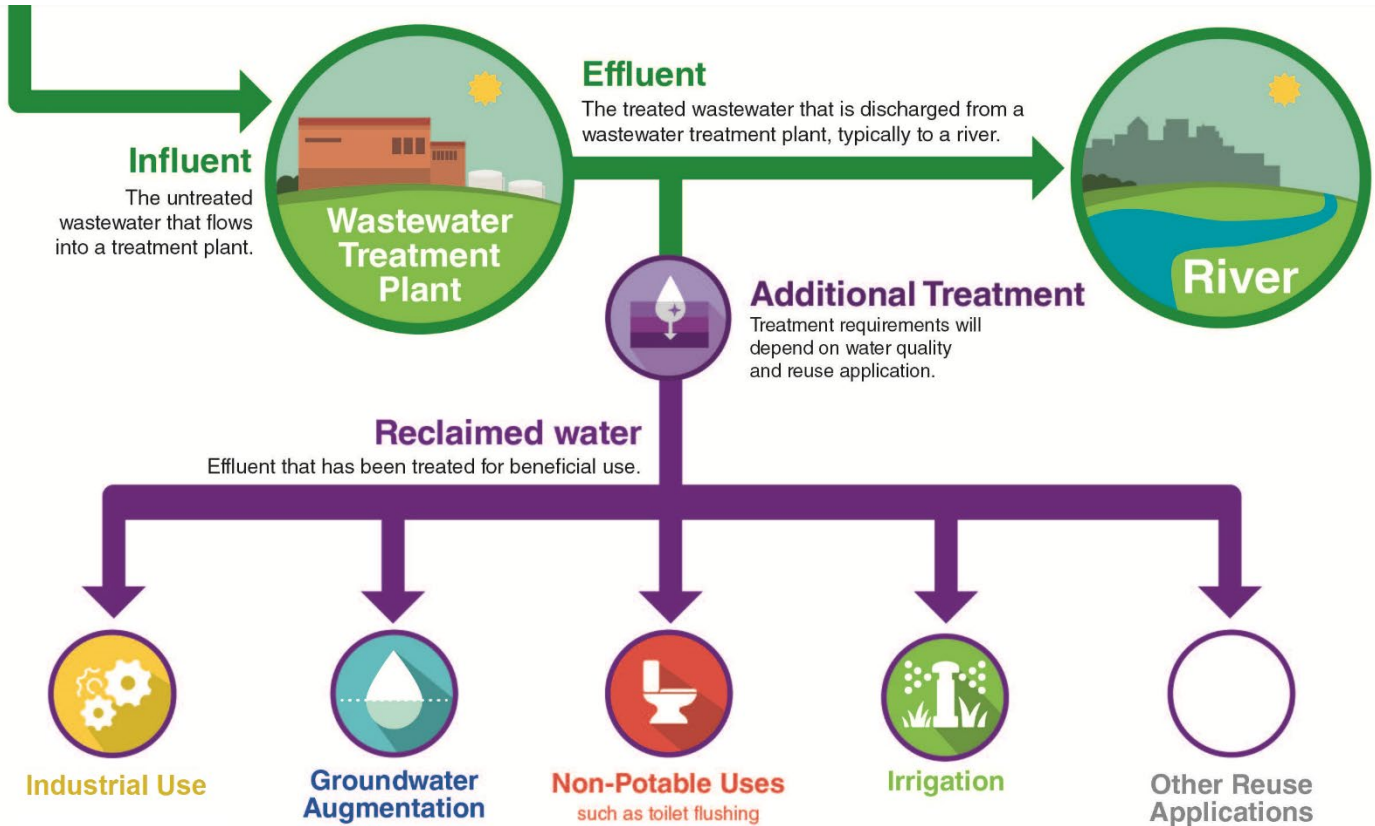 Effluent
The treated wastewater that is discharged from a
wastewater treatment plant, typically to a river.
Influent
The untreated
wastewater that flows
into a treatment plant.
Wastewater
Treatment
Plant
River
Additional Treatment
Treatment requirements will
depend on water quality
and reuse application.
Reclaimed water
Effluent that has been treated for beneficial use.
Industrial Use
Groundwater
Augmentation
Non-Potable Uses
such as toilet flushing
Irrigation
Other Reuse
Applications